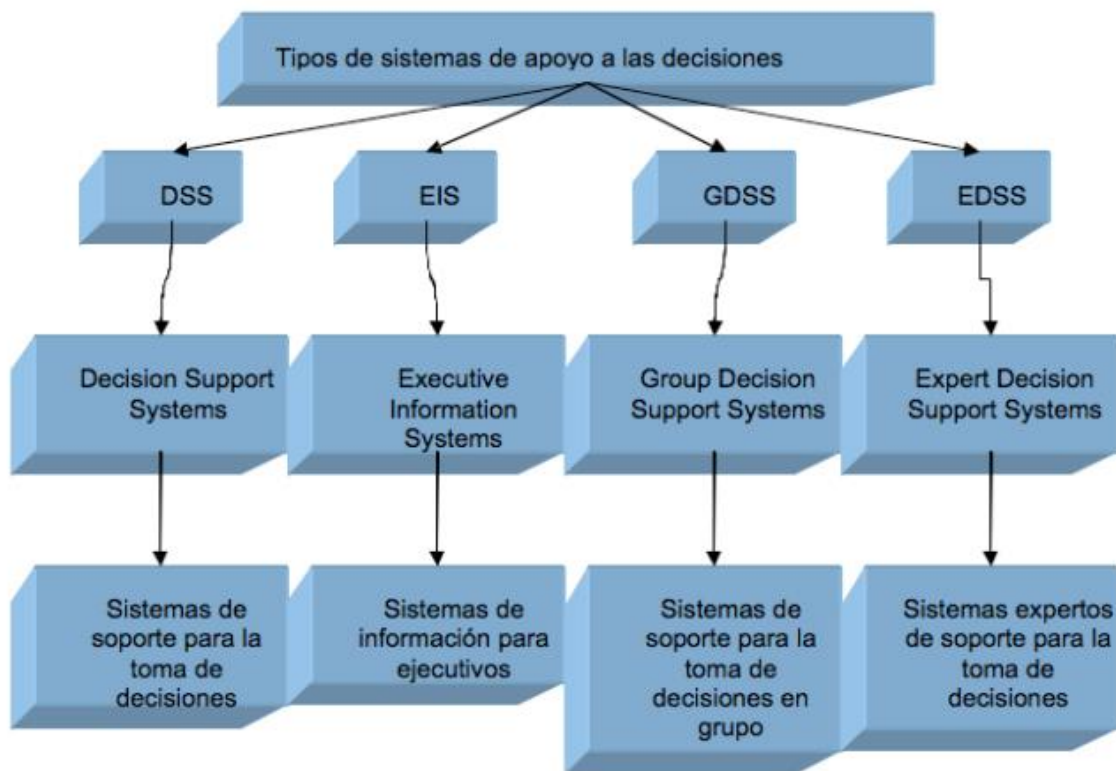 Tipos de sistemas de apoyo a las decisiones
DSS
EIS
GDSS
EDSS
Decision Support
Systems
Executive
Information
Systems
Group Decision
Support Systems
Expert Decision
Support Systems
Sistemas de
soporte para la
toma de
decisiones
Sistemas de
información para
ejecutivos
Sistemas de
soporte para la
toma de
decisiones en
grupo
Sistemas expertos
de soporte para la
toma de
decisiones